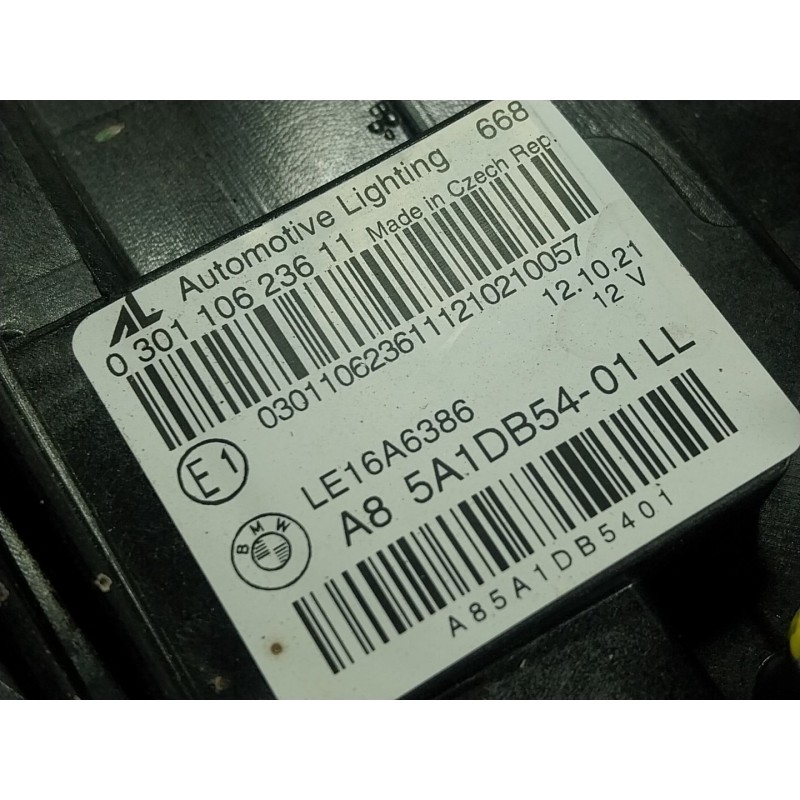 AL Automotive Lighting 668
0 301 106 236 11 Made in Czech Rep.
0301106236111210210057
12.10.21
12 V
E1
LE16A6386
A8 5A1DB54-01 LL
BMW
A85A1DB5401